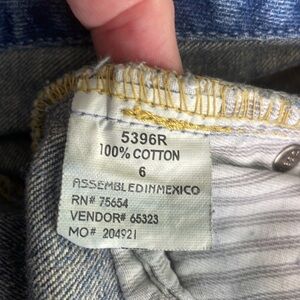 5396R
100% COTTON
6
ASSEMBLEDINMEXICO
RN# 75654
VENDOR# 65323
MO# 204921